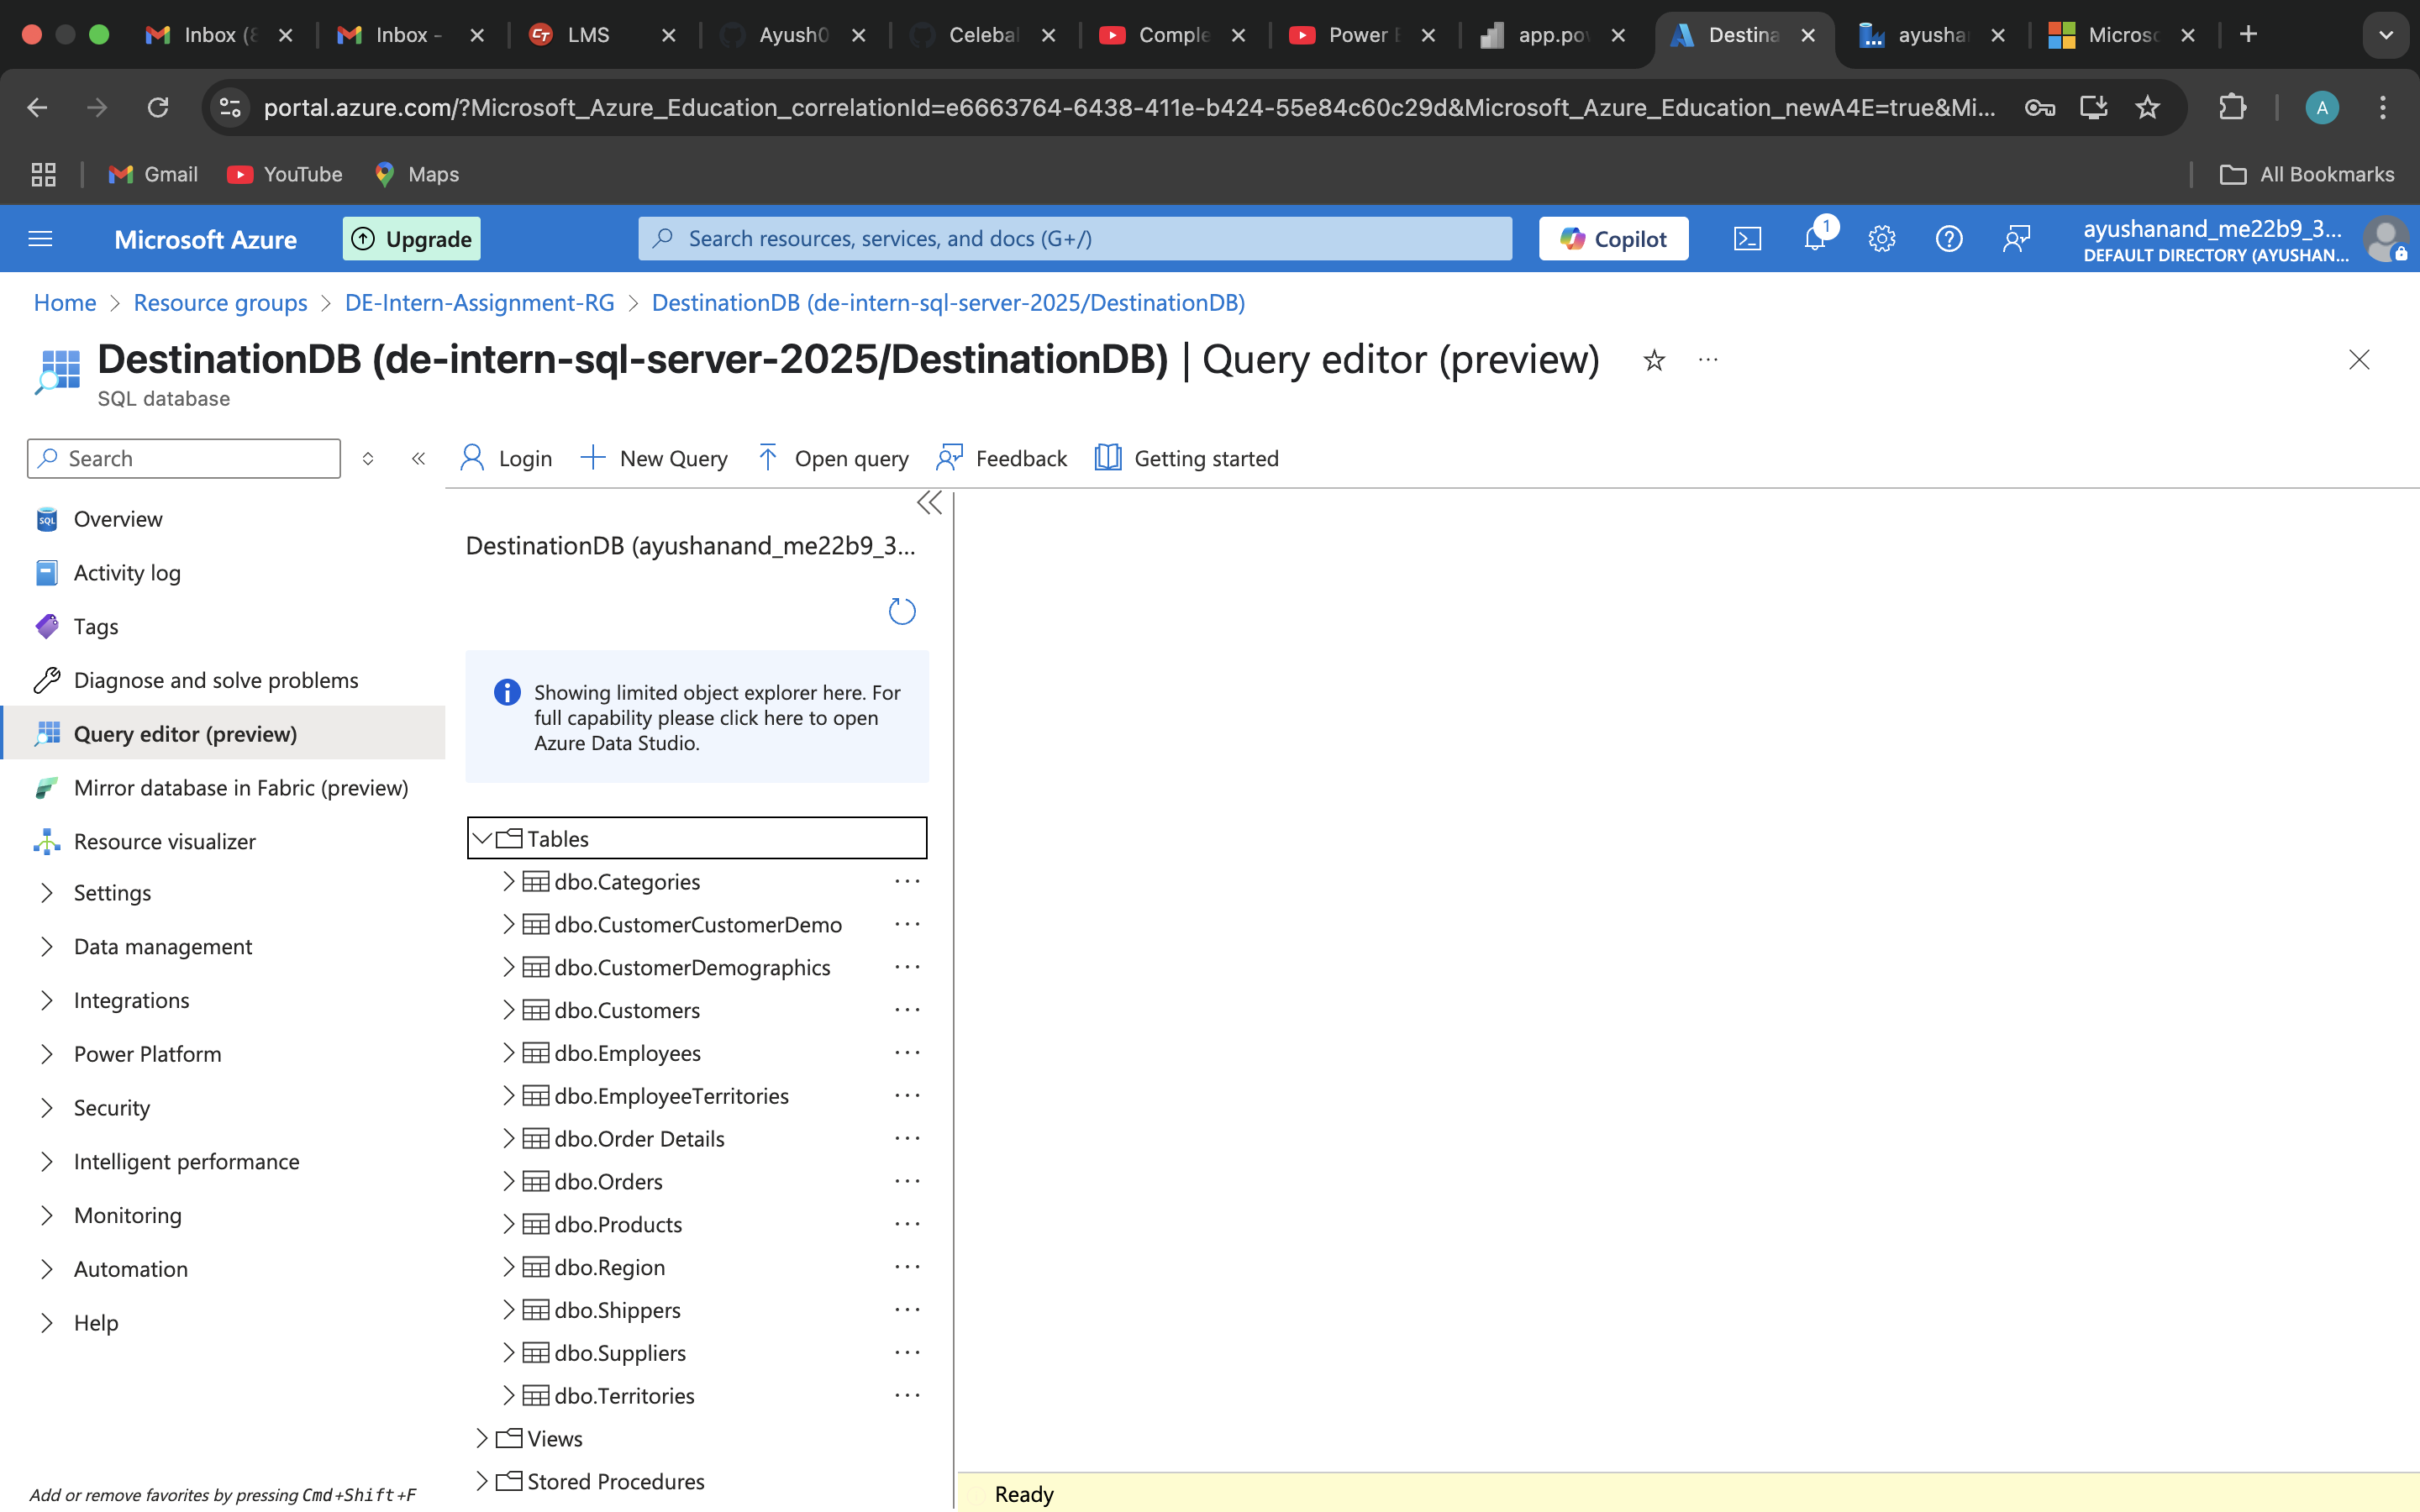 Inbox (8
Inbox -
LMS
Ayush0
Celebal
Comple
Power B
app.pow
Destina
ayushar
Microsc
portal.azure.com/?Microsoft_Azure_Education_correlationId=e6663764-6438-411e-b424-55e84c60c29d&Microsoft_Azure_Education_newA4E=true&Mi...
A
Gmail
YouTube
Maps
All Bookmarks
Microsoft Azure
Upgrade
Search resources, services, and docs (G+/)
Copilot
1
ayushanand_me22b9_3...
DEFAULT DIRECTORY (AYUSHAN...
Home > Resource groups > DE-Intern-Assignment-RG > DestinationDB (de-intern-sql-server-2025/DestinationDB)
DestinationDB (de-intern-sql-server-2025/DestinationDB) | Query editor (preview)
SQL database
Search
Overview
Activity log
Tags
Diagnose and solve problems
Query editor (preview)
Mirror database in Fabric (preview)
Resource visualizer
Settings
Data management
Integrations
Power Platform
Security
Intelligent performance
Monitoring
Automation
Help
Add or remove favorites by pressing Cmd+Shift+F
Login
New Query
Open query
Feedback
Getting started
DestinationDB (ayushanand_me22b9_3...
Showing limited object explorer here. For
full capability please click here to open
Azure Data Studio.
Tables
dbo.Categories
dbo.CustomerCustomerDemo
dbo.CustomerDemographics
dbo.Customers
dbo.Employees
dbo.EmployeeTerritories
dbo.Order Details
dbo.Orders
dbo.Products
dbo.Region
dbo.Shippers
dbo.Suppliers
dbo.Territories
Views
Stored Procedures
Ready